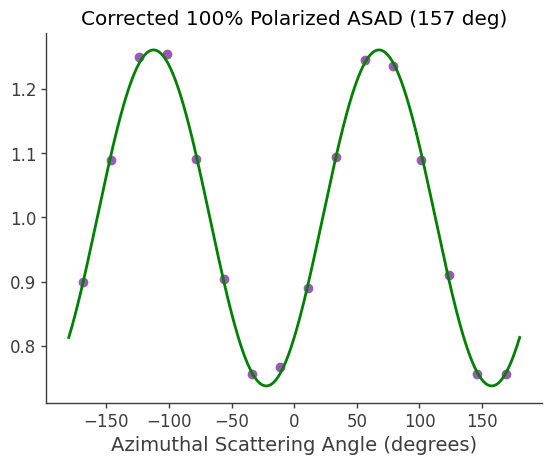 Corrected 100% Polarized ASAD (157 deg)
1.2
1.1
1.0
0.9
0.8
−150 −100 −50 0 50 100 150
Azimuthal Scattering Angle (degrees)